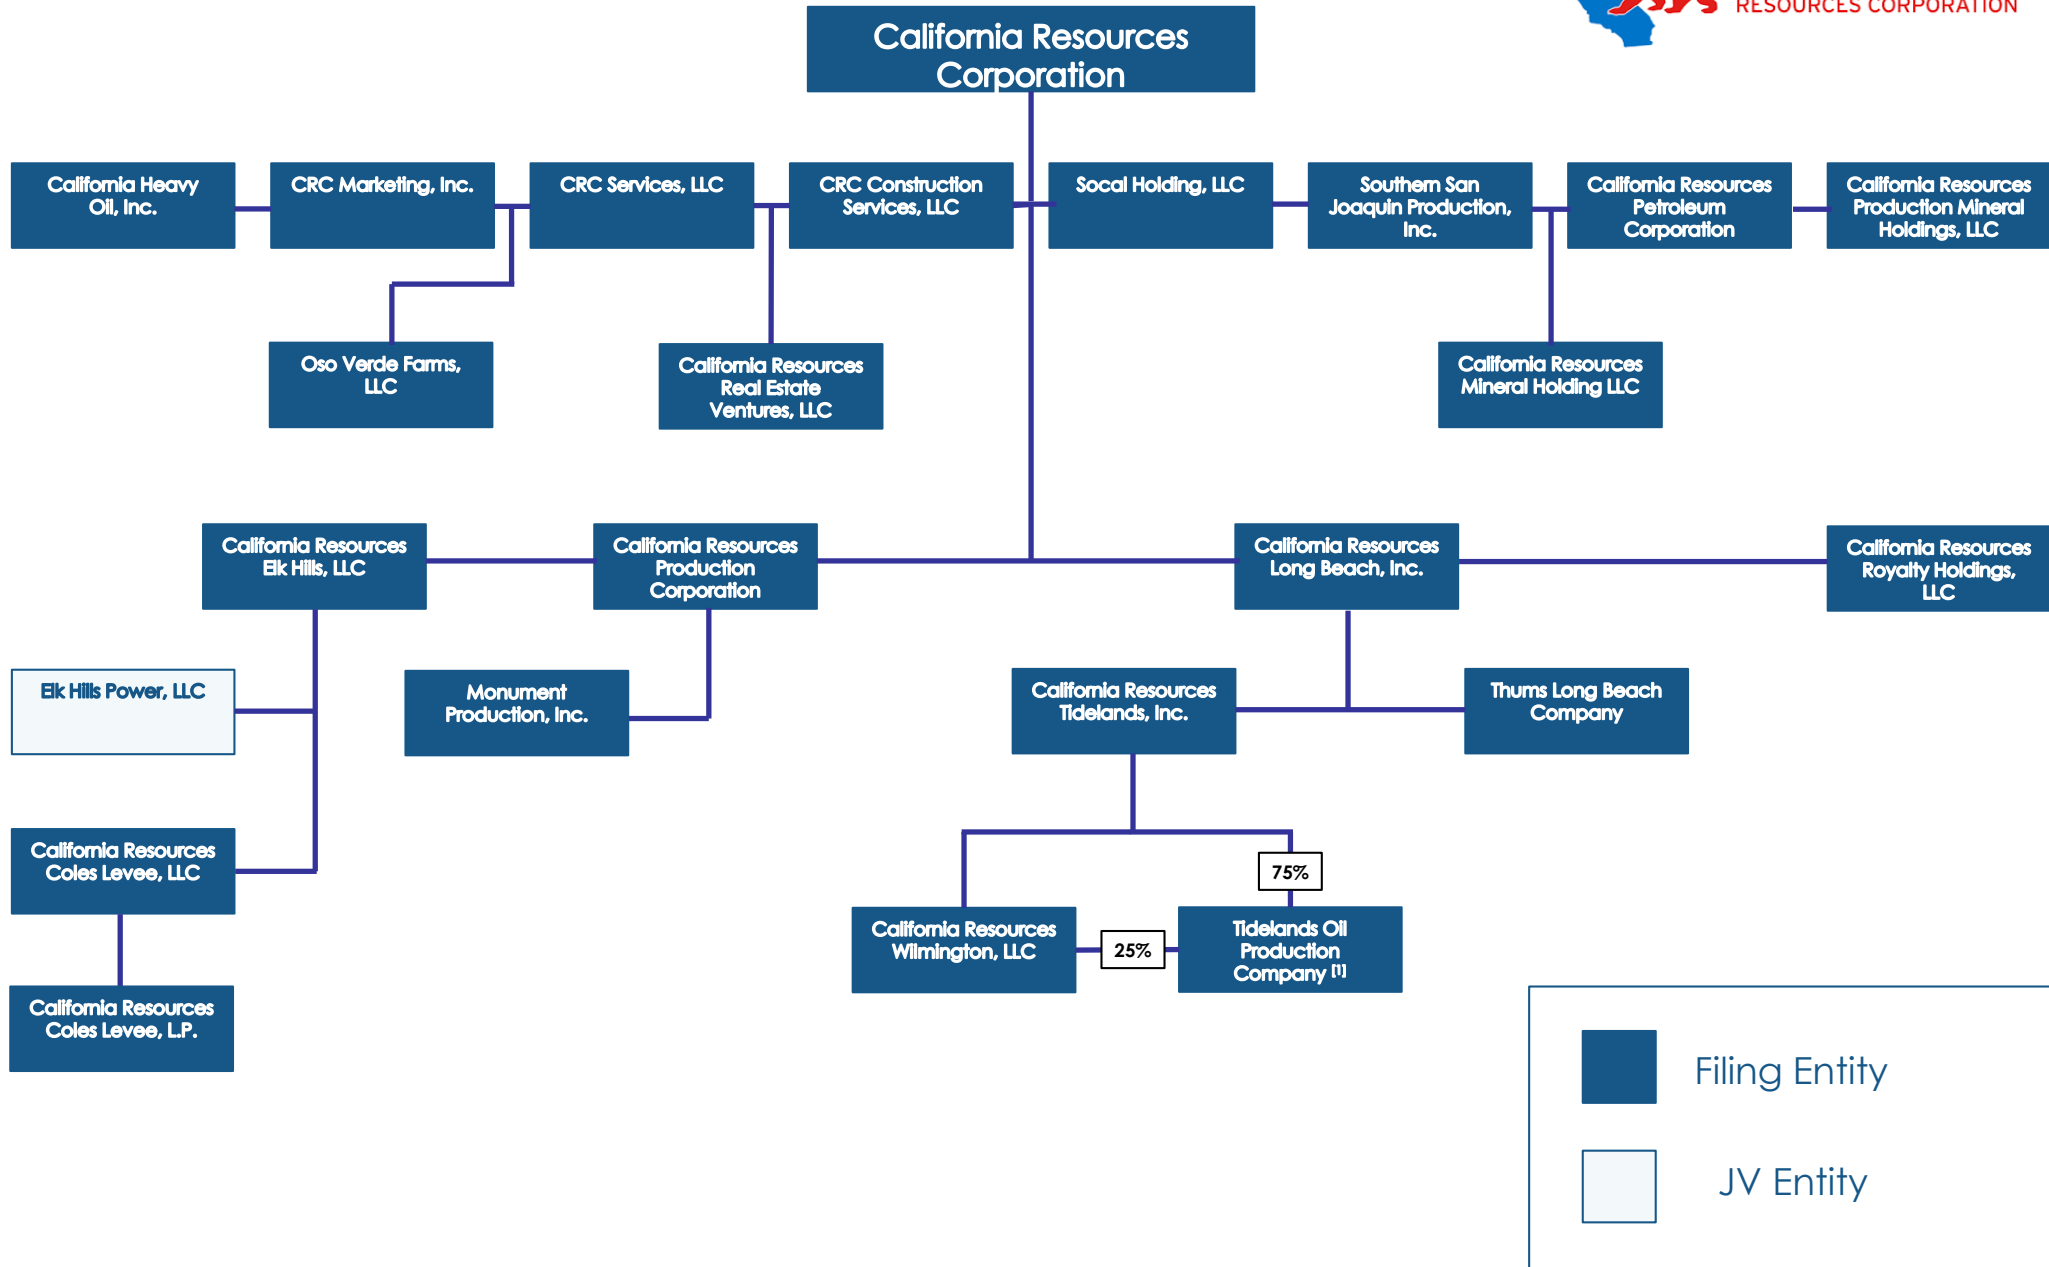 RESOURCES CORPORATION
California Resources
Corporation
California Heavy
Oil, Inc.
CRC Marketing, Inc.
CRC Services, LLC
CRC Construction
Services, LLC
Socal Holding, LLC
Southern San
Joaquin Production,
Inc.
California Resources
Petroleum
Corporation
California Resources
Production Mineral
Holdings, LLC
Oso Verde Farms,
LLC
California Resources
Real Estate
Ventures, LLC
California Resources
Mineral Holding LLC
California Resources
Elk Hills, LLC
California Resources
Production
Corporation
California Resources
Long Beach, Inc.
California Resources
Royalty Holdings,
LLC
Elk Hills Power, LLC
Monument
Production, Inc.
California Resources
Tidelands, Inc.
Thums Long Beach
Company
California Resources
Coles Levee, LLC
75%
California Resources
Wilmington, LLC
25%
Tidelands Oil
Production
Company [1]
California Resources
Coles Levee, L.P.
Filing Entity
JV Entity